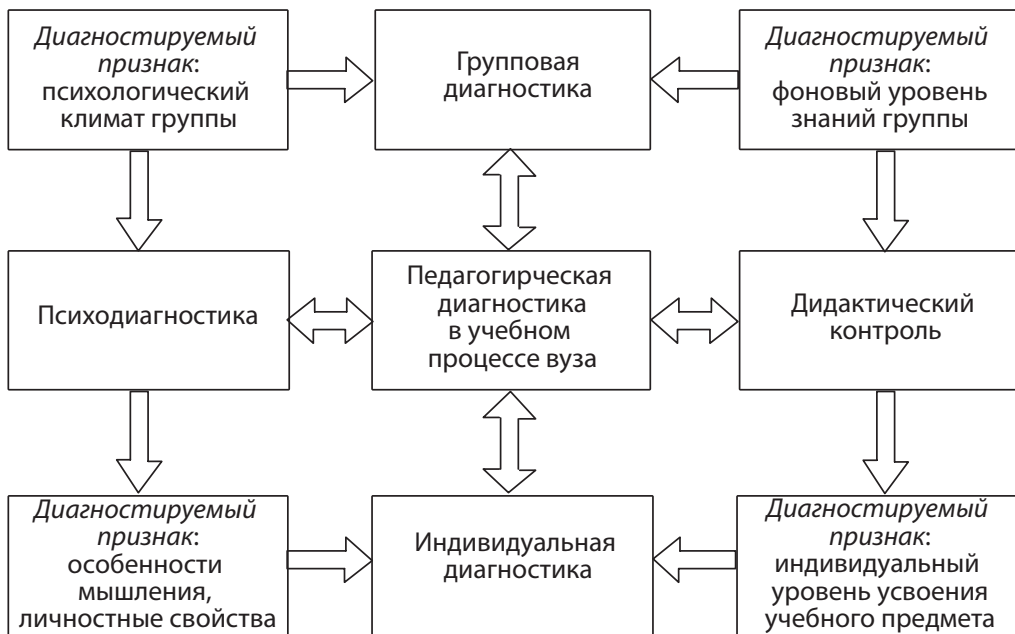 Диагностируемый
признак:
психологический
климат группы
Групповая
диагностика
Диагностируемый
признак:
фоновый уровень
знаний группы
Психодиагностика
Педагогирческая
диагностика
в учебном
процессе вуза
Дидактический
контроль
Диагностируемый
признак:
особенности
мышления,
личностные свойства
Индивидуальная
диагностика
Диагностируемый
признак:
индивидуальный
уровень усвоения
учебного предмета